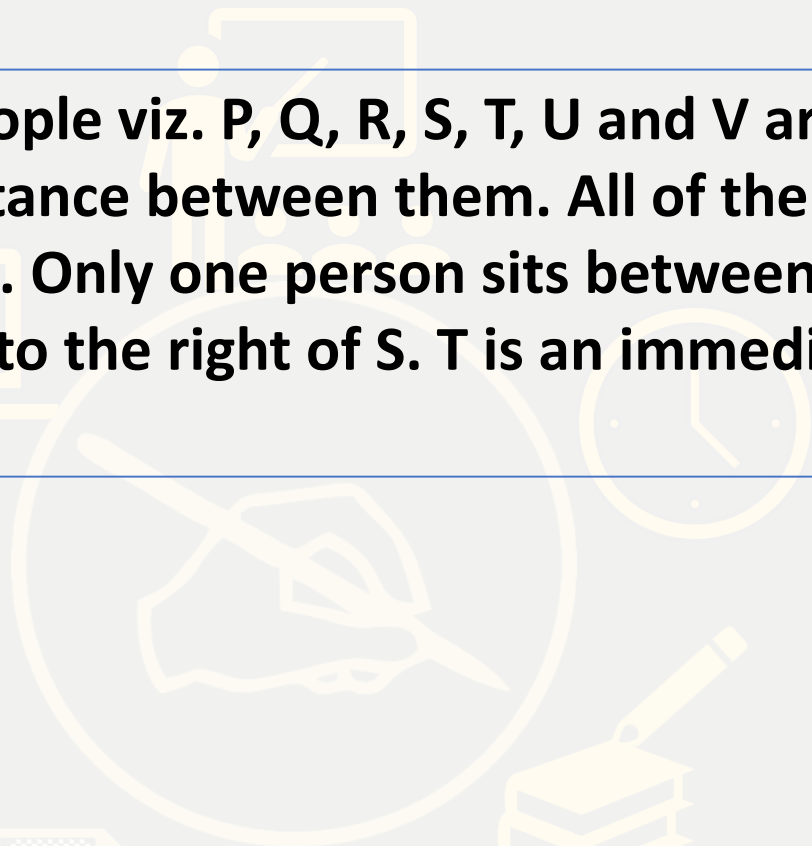 ople viz. P, Q, R, S, T, U and V ar
tance between them. All of the
. Only one person sits between
to the right of S. T is an immedi